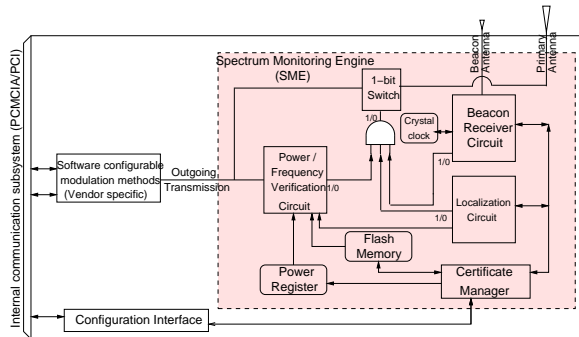 Internal communication subsystem (PCMCIA/PCI)
Beacon
Antenna
Primary
Antenna
Spectrum Monitoring Engine
(SME)
1-bit
Switch
1/0
Crystal
clock
Beacon
Receiver
Circuit
Software configurable
modulation methods
(Vendor specific)
Outgoing
Transmission
Power /
Frequency
Verification
Circuit
1/0
1/0
1/0
Localization
Circuit
Flash
Memory
Power
Register
Certificate
Manager
Configuration Interface